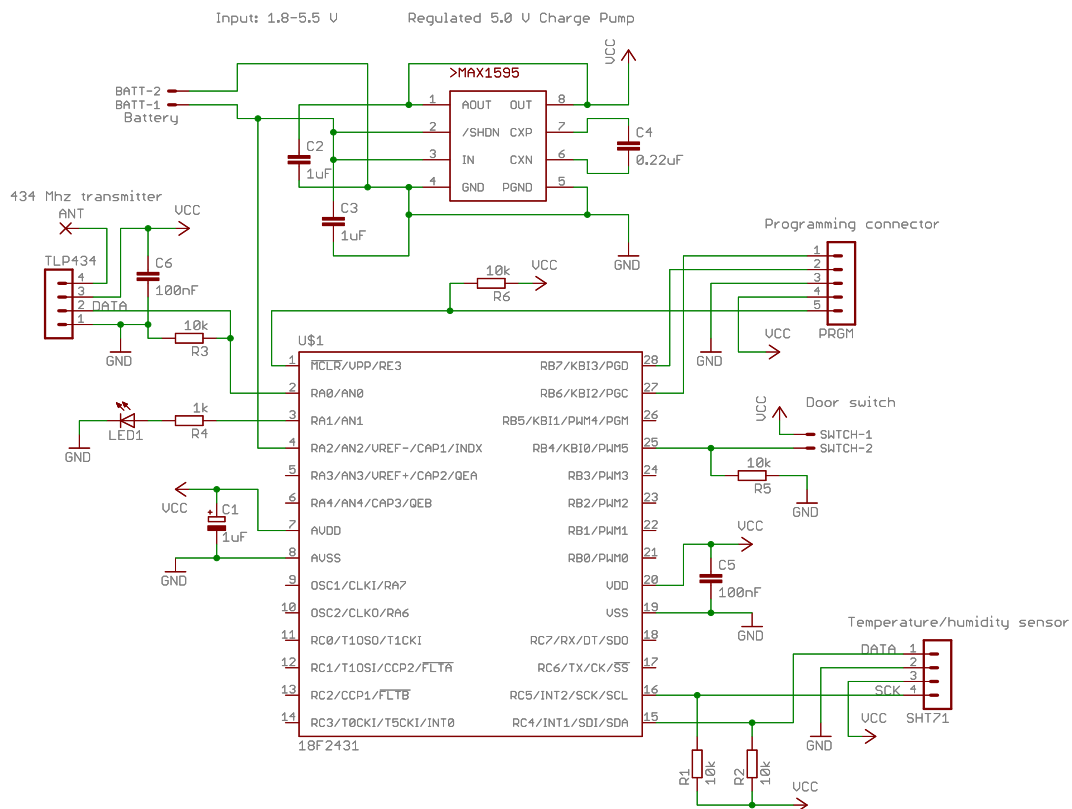 Input: 1.8-5.5 V
Regulated 5.0 V Charge Pump
VCC
>MAX1595
BATT-2
BATT-1
Battery
1 AOUT OUT 8
2 /SHDN CXP 7
3 IN CXN 6
4 GND PGND 5
C2
1uF
C3
1uF
C4
0.22uF
GND
434 Mhz transmitter
ANT
VCC
TLP434
C6
100nF
4
3
2 DATA
1
GND
10k
R3
10k
R6
VCC
Programming connector
1
2
3
4
5
PRGM
GND
VCC
U$1
1 MCLR/VPP/RE3 RB7/KBI3/PGD 28
2 RA0/AN0 RB6/KBI2/PGC 27
3 RA1/AN1 RB5/KBI1/PWM4/PGM 26
4 RA2/AN2/VREF-/CAP1/INDX RB4/KBI0/PWM5 25
5 RA3/AN3/VREF+/CAP2/QEA RB3/PWM3 24
6 RA4/AN4/CAP3/QEB RB2/PWM2 23
7 AVDD RB1/PWM1 22
8 AVSS RB0/PWM0 21
9 OSC1/CLKI/RA7 VDD 20
10 OSC2/CLKO/RA6 VSS 19
11 RC0/T1OSO/T1CKI RC7/RX/DT/SDO 18
12 RC1/T1OSI/CCP2/FLTA RC6/TX/CK/SS 17
13 RC2/CCP1/FLTB RC5/INT2/SCK/SCL 16
14 RC3/T0CKI/T5CKI/INT0 RC4/INT1/SDI/SDA 15
18F2431
GND
LED1
1k
R4
VCC
+
C1
1uF
GND
VCC
Door switch
SWTCH-1
SWTCH-2
10k
R5
GND
VCC
C5
100nF
GND
Temperature/humidity sensor
DATA 1
2
3
SCK 4
SHT71
GND
VCC
R1
10k
R2
10k
VCC